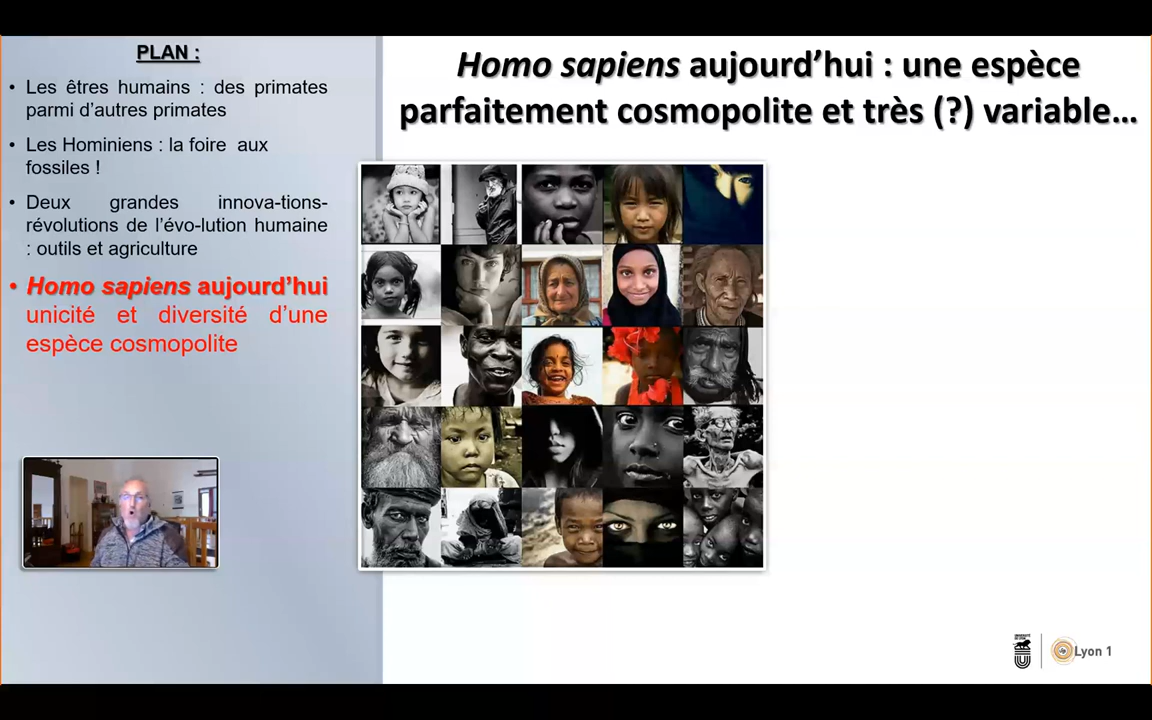 PLAN :
• Les êtres humains : des primates
parmi d’autres primates
• Les Hominiens : la foire aux
fossiles !
• Deux grandes innova-tions-
révolutions de l’évo-lution humaine
: outils et agriculture
• Homo sapiens aujourd’hui
unicité et diversité d’une
espèce cosmopolite
Homo sapiens aujourd’hui : une espèce
parfaitement cosmopolite et très (?) variable…
Lyon 1